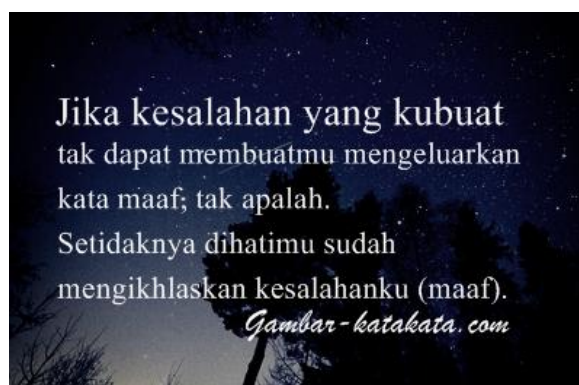 Jika kesalahan yang kubuat
tak dapat membuatmu mengeluarkan
kata maaf; tak apalah.
Setidaknya dihatimu sudah
mengikhlaskan kesalahanku (maaf).
Gambar-katakata.com